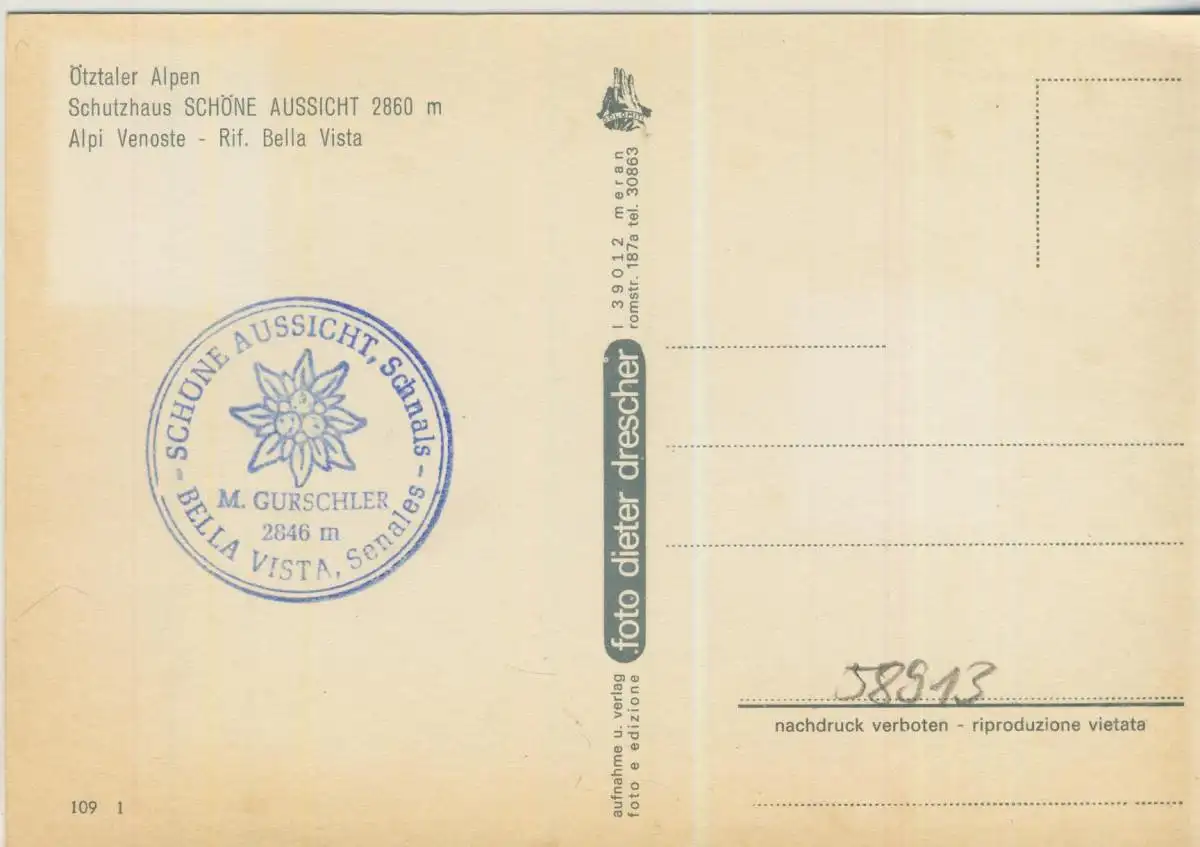 Ötztaler Alpen
Schutzhaus SCHÖNE AUSSICHT 2860 m
Alpi Venoste - Rif. Bella Vista
- SCHÖNE AUSSICHT, Schnals -
M. GURSCHLER
2846 m
BELLA VISTA, Senales
109 1
DOLOMIT
I 39012 meran
romstr. 187a tel. 30863
foto dieter drescher
aufnahme u. verlag
foto e edizione
58913
nachdruck verboten - riproduzione vietata